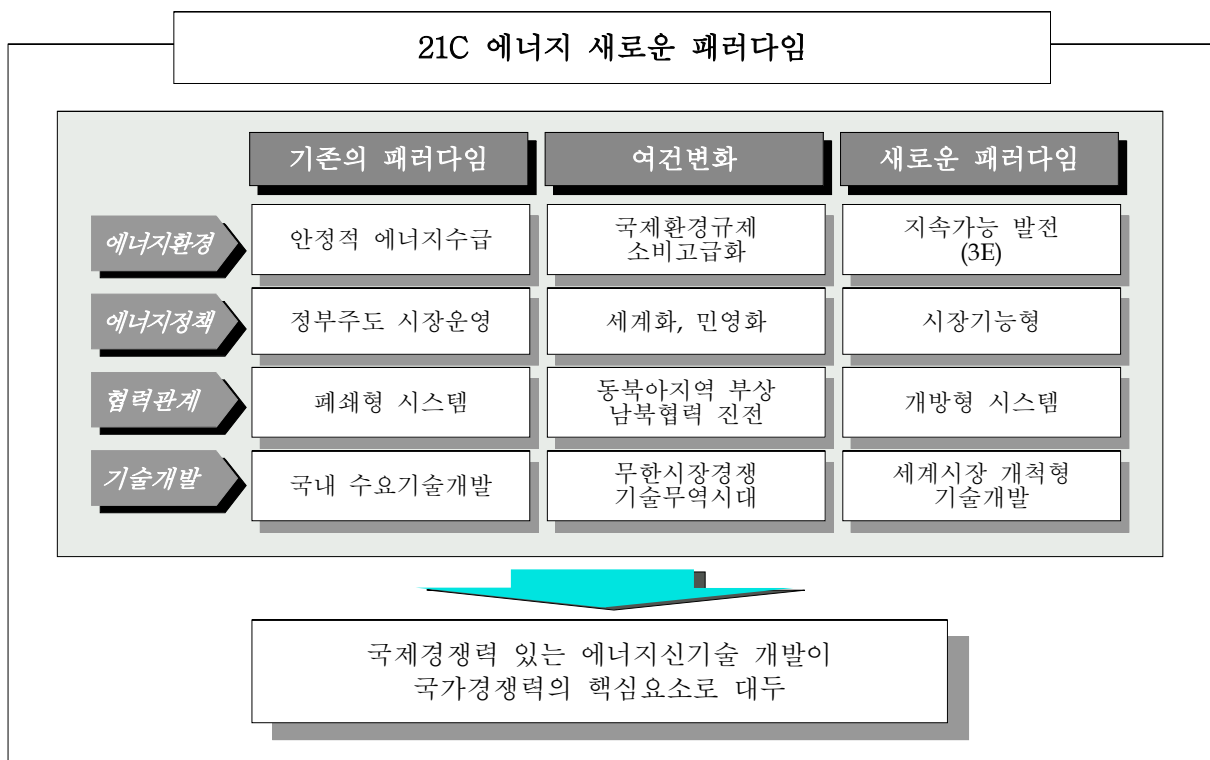 21C 에너지 새로운 패러다임
기존의 패러다임
여건변화
새로운 패러다임
에너지환경
안정적 에너지수급
국제환경규제
소비고급화
지속가능 발전
(3E)
에너지정책
정부주도 시장운영
세계화, 민영화
시장기능형
협력관계
폐쇄형 시스템
동북아지역 부상
남북협력 진전
개방형 시스템
기술개발
국내 수요기술개발
무한시장경쟁
기술무역시대
세계시장 개척형
기술개발
국제경쟁력 있는 에너지신기술 개발이
국가경쟁력의 핵심요소로 대두